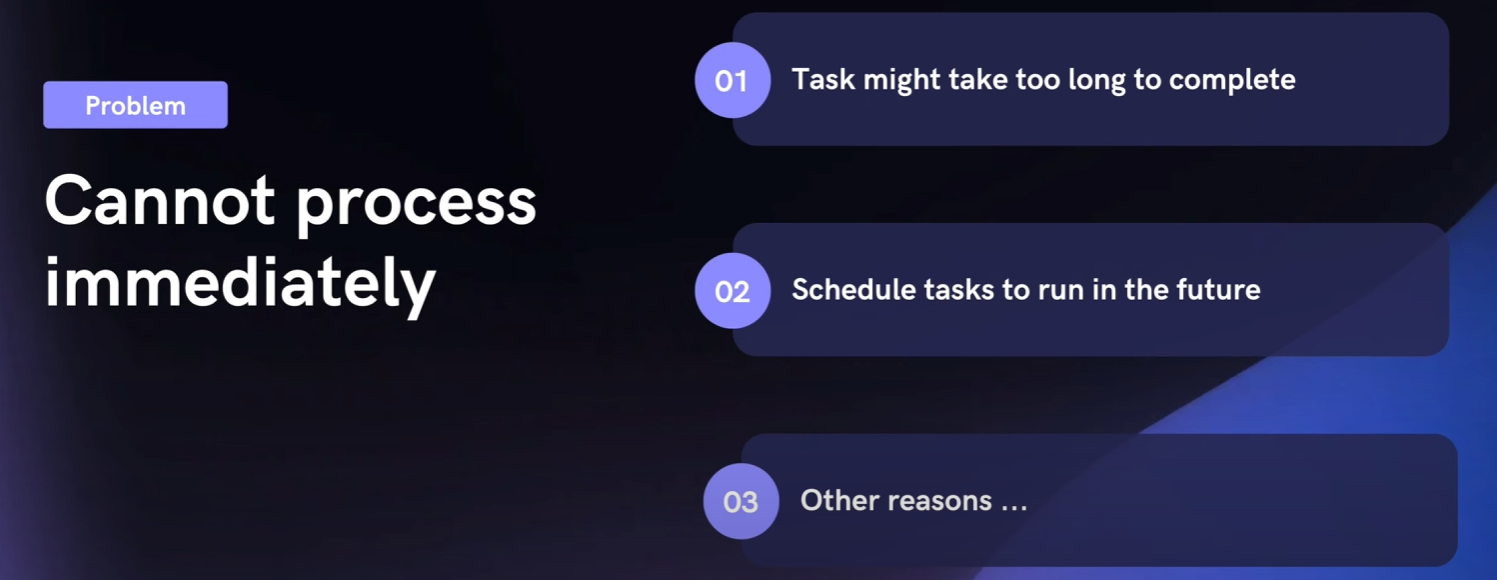 Problem
Cannot process
immediately
01 Task might take too long to complete
02 Schedule tasks to run in the future
03 Other reasons ...